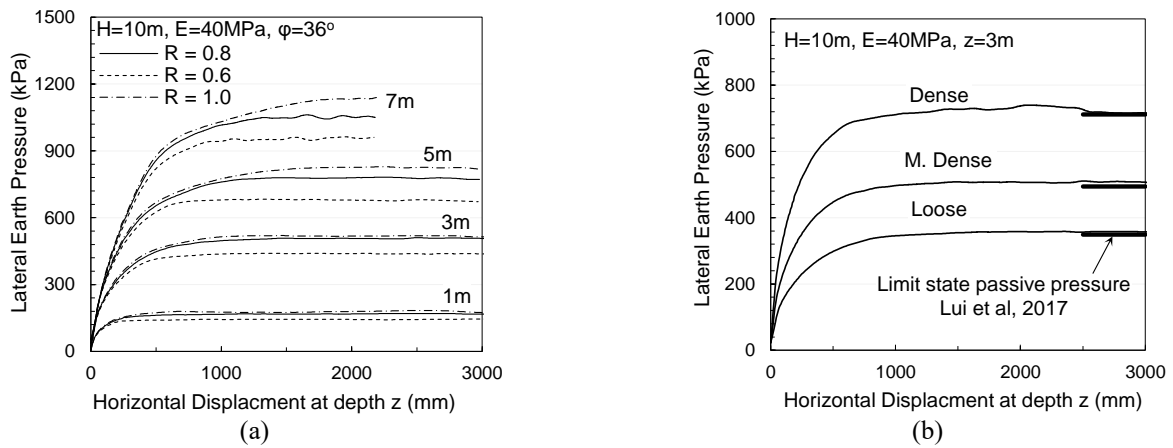 H=10m, E=40MPa, φ=36°
R = 0.8
R = 0.6
R = 1.0
7m
5m
3m
1m
1500
1200
900
600
300
0
0
1000
2000
3000
Lateral Earth Pressure (kPa)
Horizontal Displacment at depth z (mm)
(a)
H=10m, E=40MPa, z=3m
Dense
M. Dense
Loose
Limit state passive pressure
Lui et al, 2017
1000
800
600
400
200
0
0
1000
2000
3000
Lateral Earth Pressure (kPa)
Horizontal Displacment at depth z (mm)
(b)